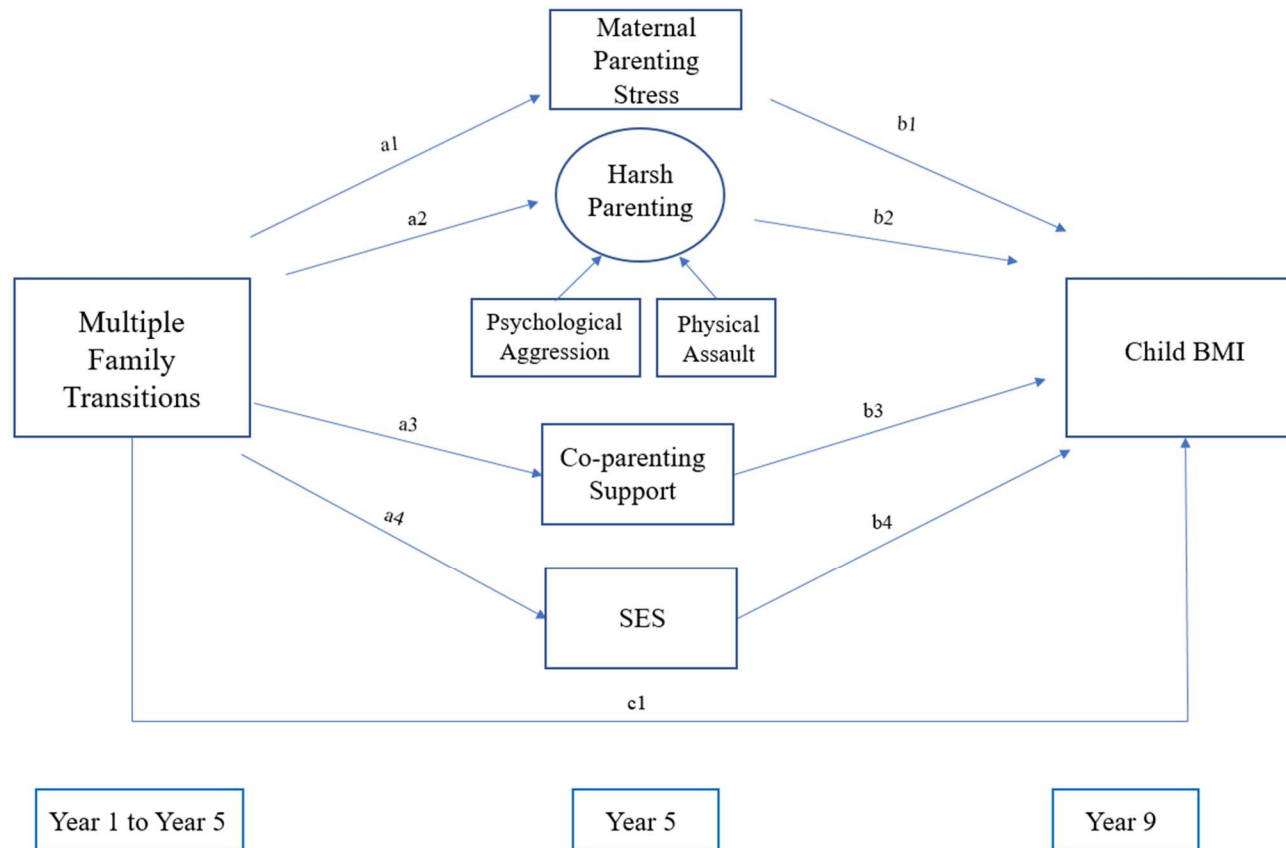 Maternal
Parenting
Stress
a1
b1
Harsh
Parenting
a2
b2
Multiple
Family
Transitions
Psychological
Aggression
Physical
Assault
Child BMI
a3
b3
Co-parenting
Support
a4
b4
SES
c1
Year 1 to Year 5
Year 5
Year 9